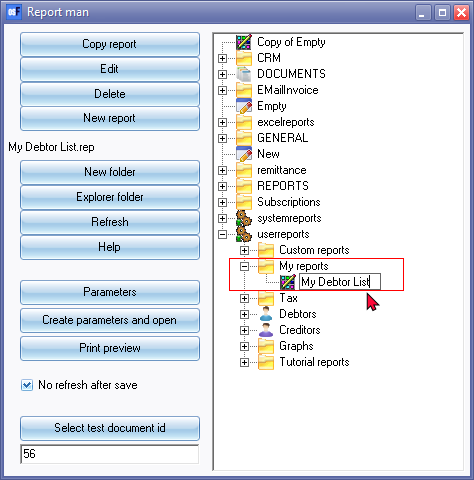 Report man
Copy report
Edit
Delete
New report
My Debtor List.rep
New folder
Explorer folder
Refresh
Help
Parameters
Create parameters and open
Print preview
No refresh after save
Select test document id
56
Copy of Empty
CRM
DOCUMENTS
EMailInvoice
Empty
excelreports
GENERAL
New
remittance
REPORTS
Subscriptions
systemreports
userreports
Custom reports
My reports
My Debtor List
Tax
Debtors
Creditors
Graphs
Tutorial reports